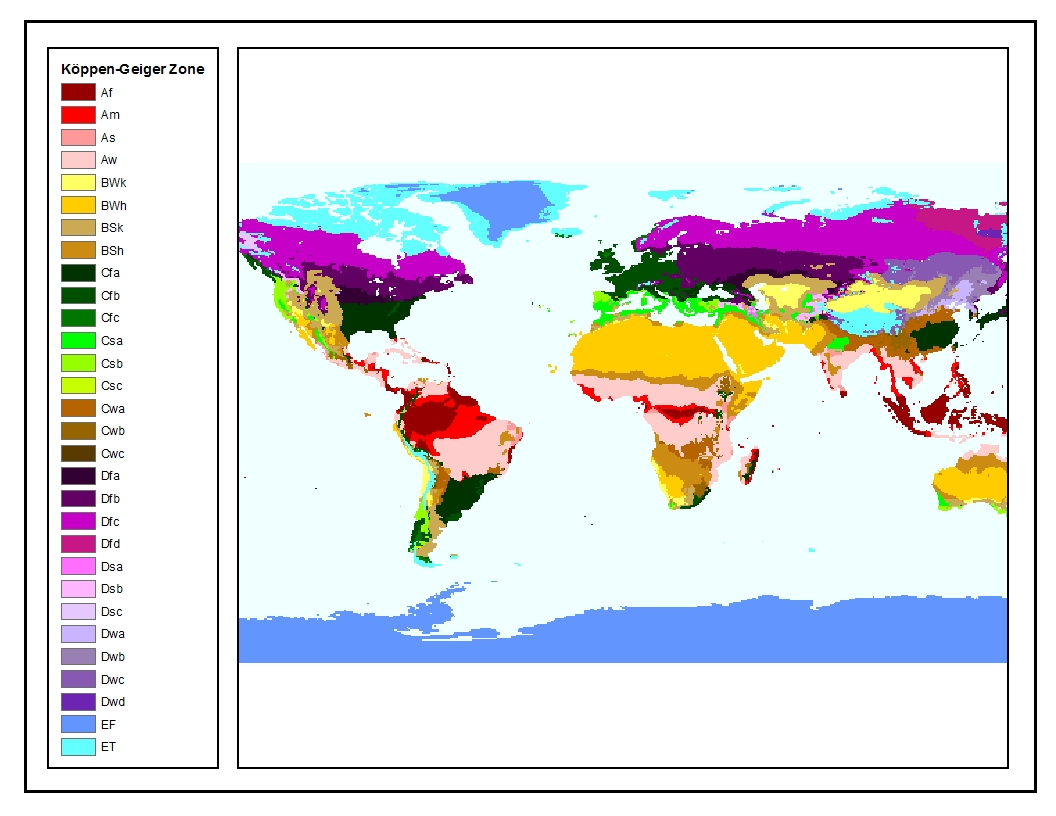 Köppen-Geiger Zone
Af
Am
As
Aw
BWk
BWh
BSk
BSh
Cfa
Cfb
Cfc
Csa
Csb
Csc
Cwa
Cwb
Cwc
Dfa
Dfb
Dfc
Dfd
Dsa
Dsb
Dsc
Dwa
Dwb
Dwc
Dwd
EF
ET